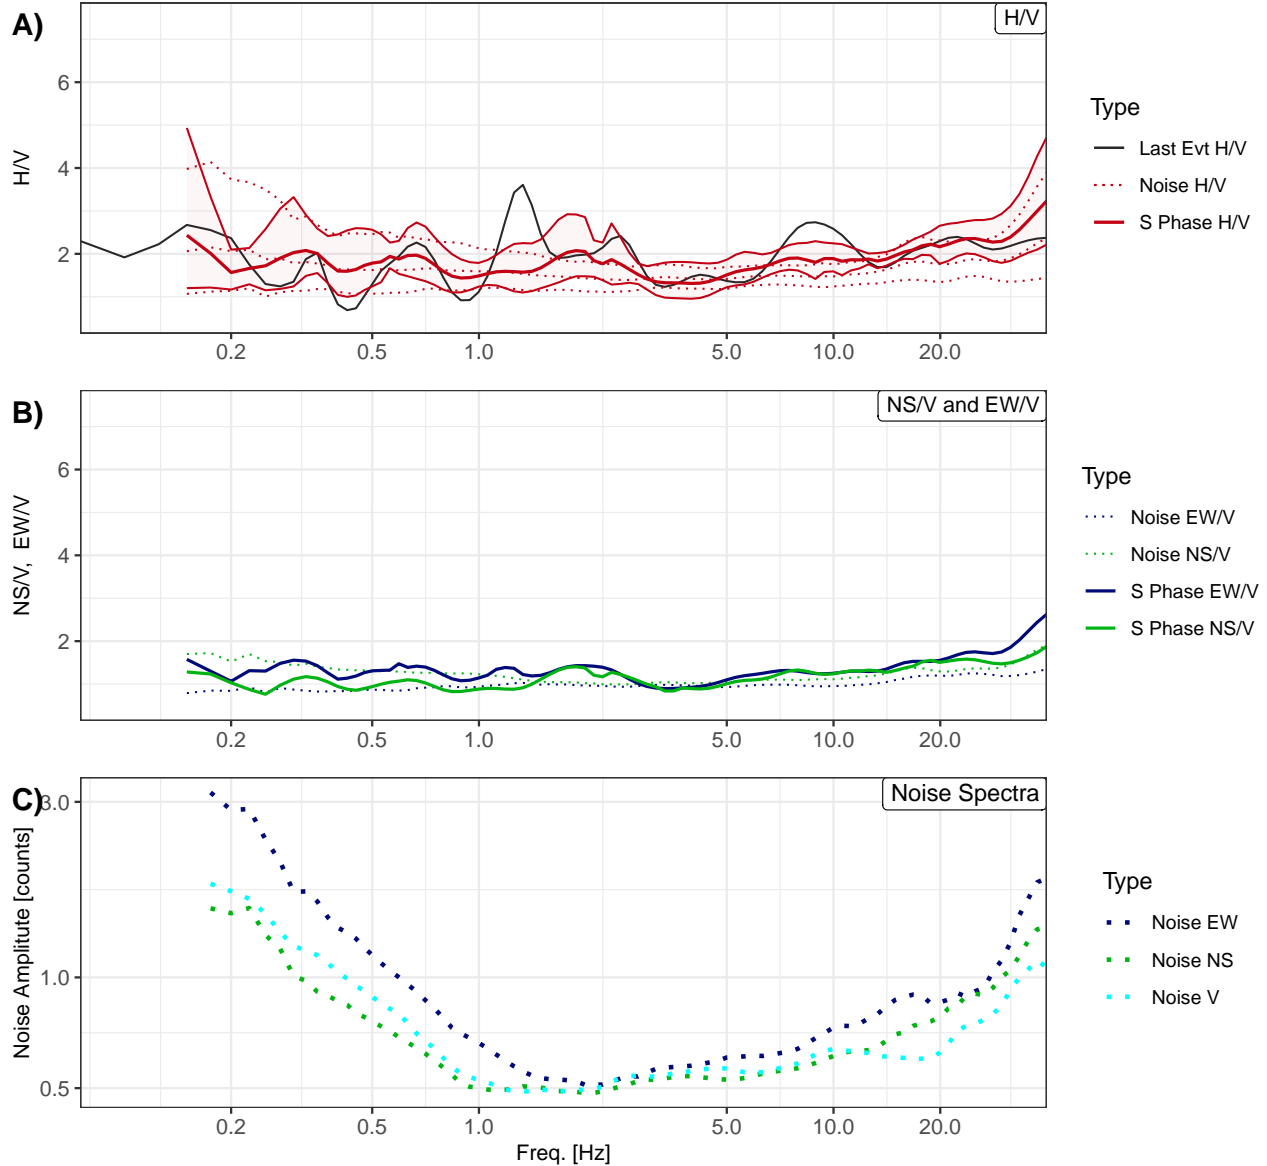 A)
H/V
H/V
6
4
2
0.2 0.5 1.0 5.0 10.0 20.0
Type
Last Evt H/V
Noise H/V
S Phase H/V
B)
NS/V and EW/V
NS/V, EW/V
6
4
2
0.2 0.5 1.0 5.0 10.0 20.0
Type
Noise EW/V
Noise NS/V
S Phase EW/V
S Phase NS/V
C)
Noise Spectra
Noise Amplitute [counts]
3.0
1.0
0.5
0.2 0.5 1.0 5.0 10.0 20.0
Freq. [Hz]
Type
Noise EW
Noise NS
Noise V